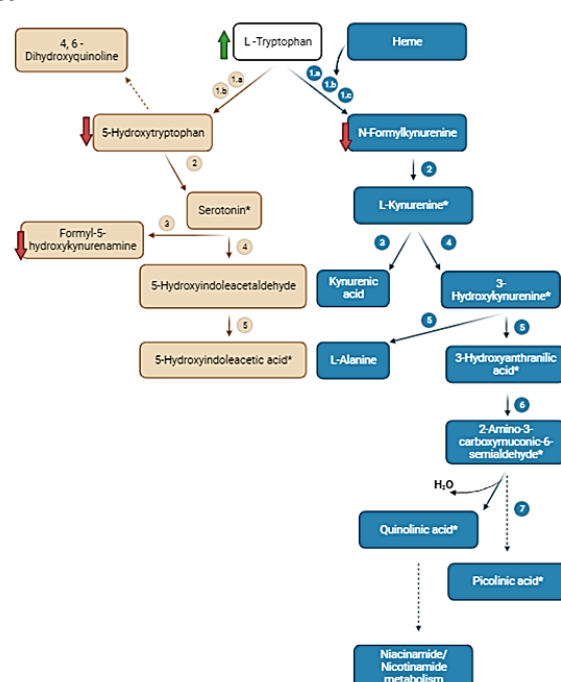 4, 6 -
Dihydroxyquinoline
L -Tryptophan
Heme
1.a
1.b
1.a
1.b
1.c
5-Hydroxytryptophan
N-Formylkynurenine
2
2
Serotonin*
L-Kynurenine*
Formyl-5-
hydroxykynurenamine
3
4
3
4
5-Hydroxyindoleacetaldehyde
Kynurenic
acid
3-
Hydroxykynurenine*
5
5
5
5-Hydroxyindoleacetic acid*
L-Alanine
3-Hydroxyanthranilic
acid*
6
2-Amino-3-
carboxymuconic-6-
semialdehyde*
H₂O
7
Quinolinic acid*
Picolinic acid*
Niacinamide/
Nicotinamide
metabolism